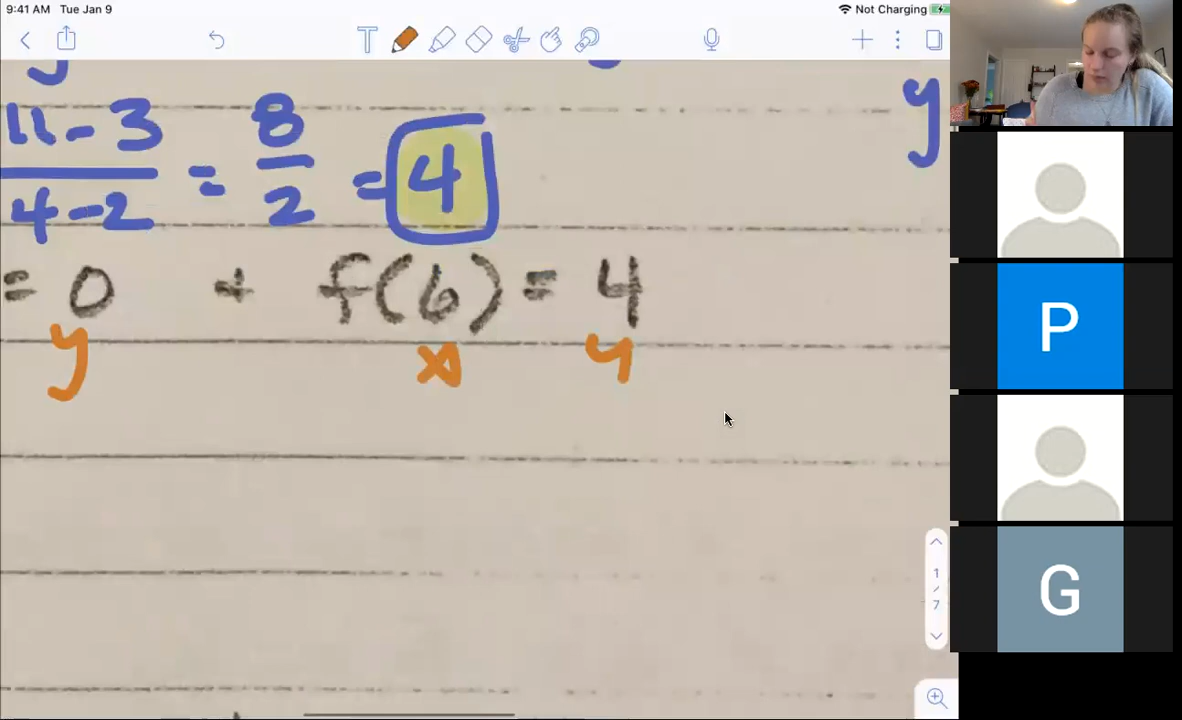 9:41 AM Tue Jan 9
Not Charging
T
y
11-3 / 4-2 = 8/2 = 4
= 0 + f(6) = 4
y x y
P
G
1
/
7